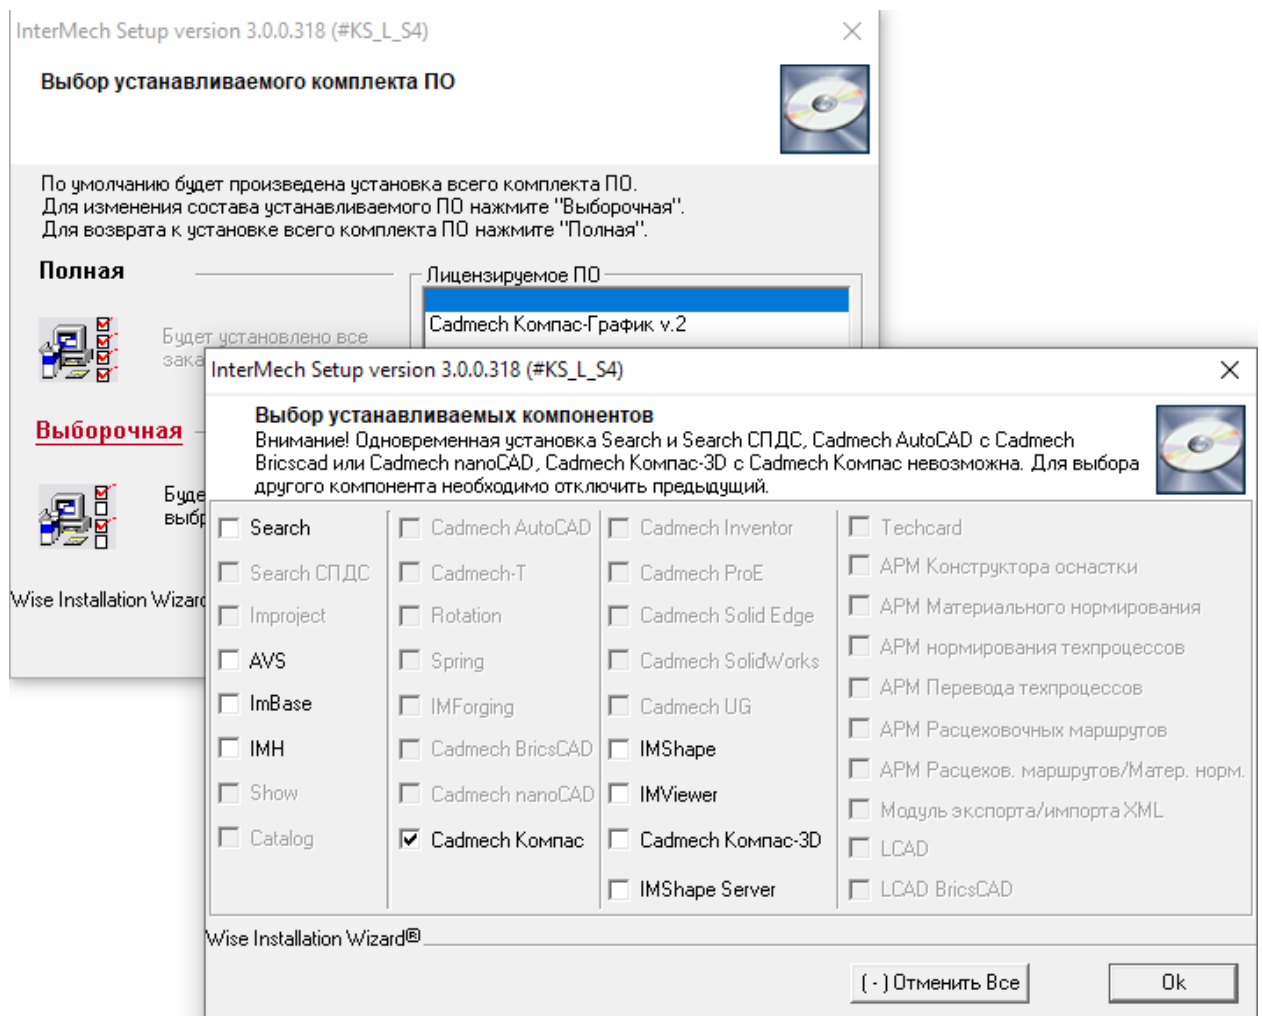 InterMech Setup version 3.0.0.318 (#KS_L_S4)
Выбор устанавливаемого комплекта ПО
По умолчанию будет произведена установка всего комплекта ПО.
Для изменения состава устанавливаемого ПО нажмите "Выборочная".
Для возврата к установке всего комплекта ПО нажмите "Полная".
Полная
Лицензируемое ПО
Cadmech Компас-График v.2
Будет установлено все
зака
Выборочная
Буде
выбр
Wise Installation Wizard
InterMech Setup version 3.0.0.318 (#KS_L_S4)
Выбор устанавливаемых компонентов
Внимание! Одновременная установка Search и Search СПДС, Cadmech AutoCAD с Cadmech
Bricscad или Cadmech nanoCAD, Cadmech Компас-3D с Cadmech Компас невозможна. Для выбора
другого компонента необходимо отключить предыдущий.
Search
Search СПДС
Improject
AVS
ImBase
IMH
Show
Catalog
Cadmech AutoCAD
Cadmech-T
Rotation
Spring
IMForging
Cadmech BricsCAD
Cadmech nanoCAD
Cadmech Компас
Cadmech Inventor
Cadmech ProE
Cadmech Solid Edge
Cadmech SolidWorks
Cadmech UG
IMShape
IMViewer
Cadmech Компас-3D
IMShape Server
Techcard
АРМ Конструктора оснастки
АРМ Материального нормирования
АРМ нормирования техпроцессов
АРМ Перевода техпроцессов
АРМ Расцеховочных маршрутов
АРМ Расцехов. маршрутов/Матер. норм.
Модуль экспорта/импорта XML
LCAD
LCAD BricsCAD
Wise Installation Wizard®
( - ) Отменить Все
Ok